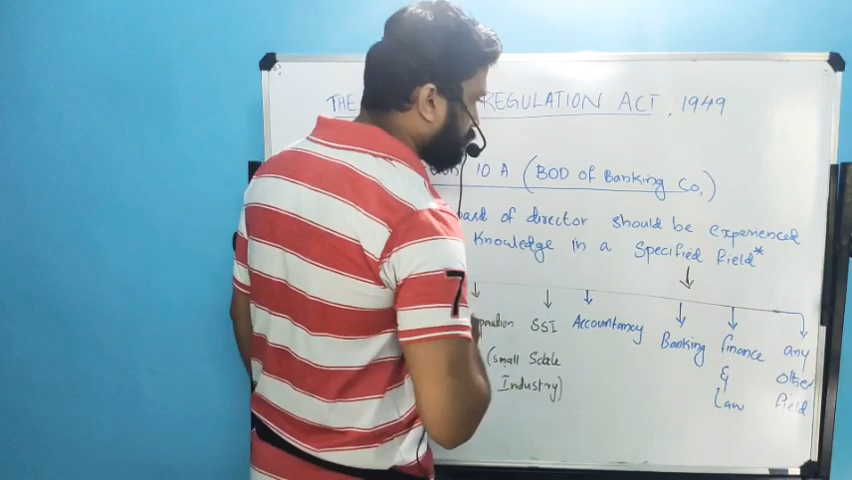 THE REGULATION ACT, 1949
10 A (BOD of Banking Co.)
of director should be experienced
knowledge in a specified field*
SSI Accountancy Banking finance any
(small Scale & other
Industry) Law field
7